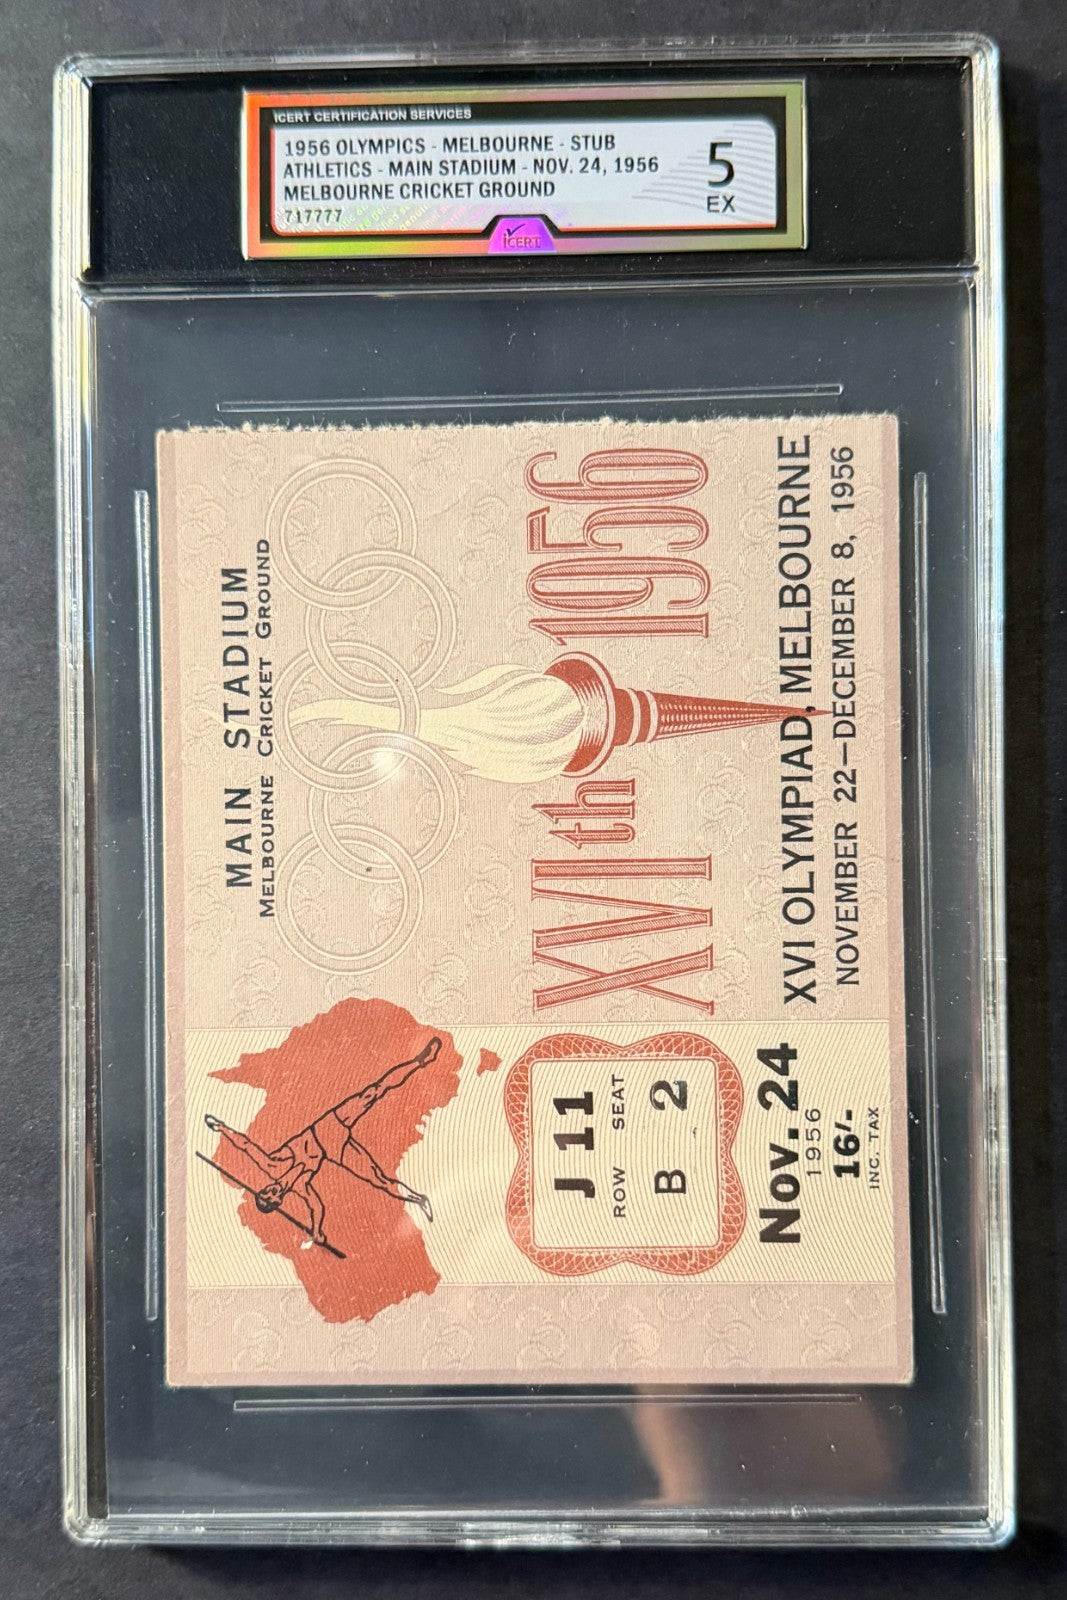 ICERT CERTIFICATION SERVICES
1956 OLYMPICS - MELBOURNE - STUB
ATHLETICS - MAIN STADIUM - NOV. 24, 1956
MELBOURNE CRICKET GROUND
717777
5
EX
iCERT
MAIN STADIUM
MELBOURNE CRICKET GROUND
XVIth 1956
XVI OLYMPIAD, MELBOURNE
NOVEMBER 22–DECEMBER 8, 1956
J 11
ROW SEAT
B 2
Nov. 24
1956
16/-
INC. TAX